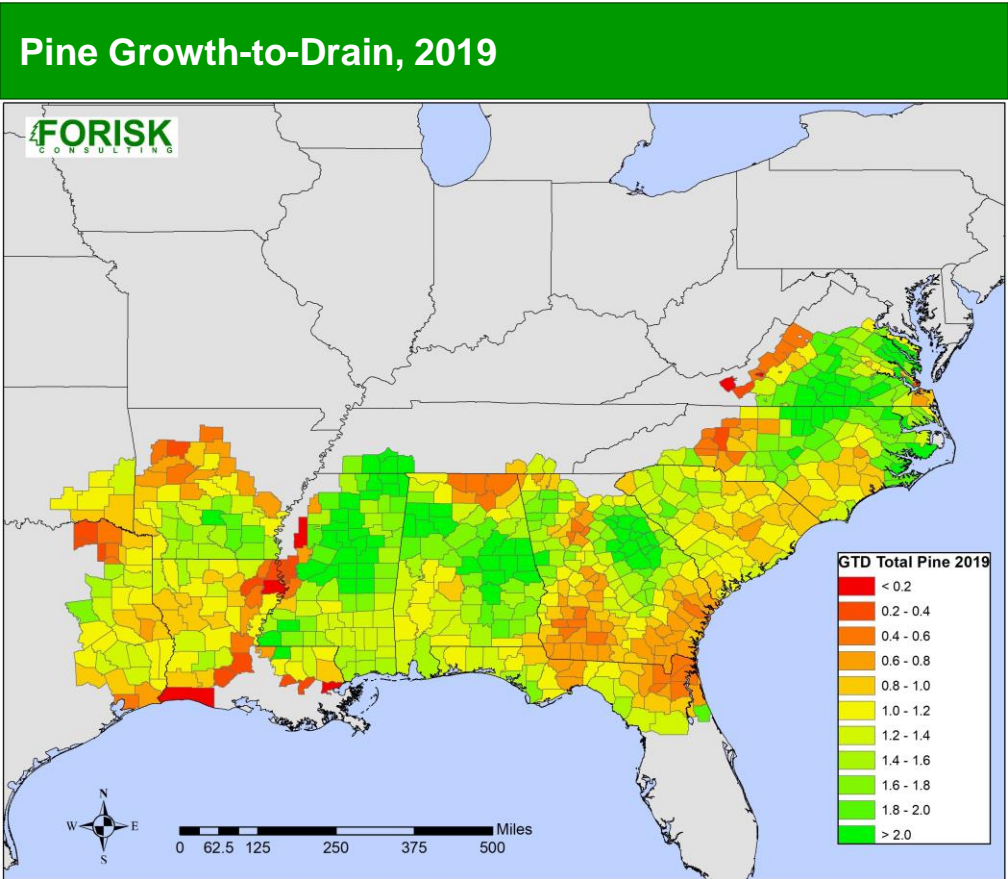 Pine Growth-to-Drain, 2019
FORISK
CONSULTING
GTD Total Pine 2019
< 0.2
0.2 - 0.4
0.4 - 0.6
0.6 - 0.8
0.8 - 1.0
1.0 - 1.2
1.2 - 1.4
1.4 - 1.6
1.6 - 1.8
1.8 - 2.0
> 2.0
N
W E
S
Miles
0 62.5 125 250 375 500